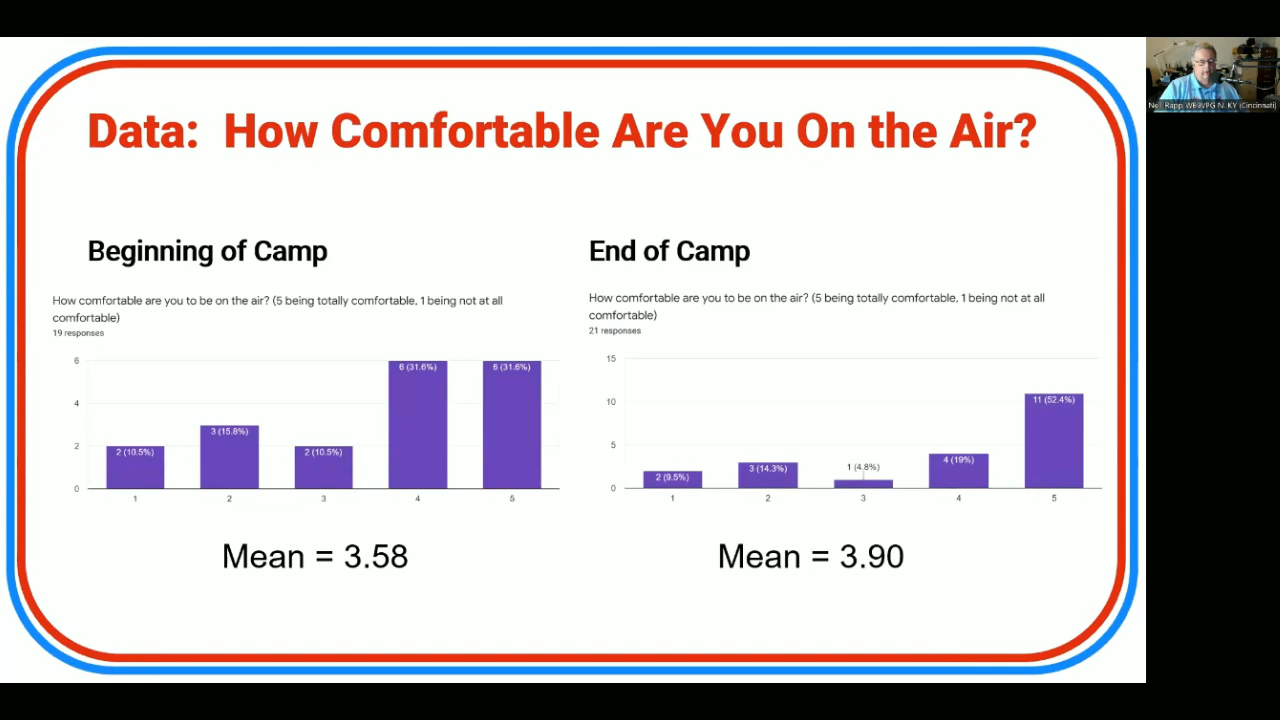 Data: How Comfortable Are You On the Air?
Beginning of Camp
How comfortable are you to be on the air? (5 being totally comfortable, 1 being not at all
comfortable)
19 responses
6
4
2
0
2 (10.5%)
3 (15.8%)
2 (10.5%)
6 (31.6%)
6 (31.6%)
1
2
3
4
5
Mean = 3.58
End of Camp
How comfortable are you to be on the air? (5 being totally comfortable, 1 being not at all
comfortable)
21 responses
15
10
5
0
2 (9.5%)
3 (14.3%)
1 (4.8%)
4 (19%)
11 (52.4%)
1
2
3
4
5
Mean = 3.90
Neil Rapp N. KY (Cincinnati)